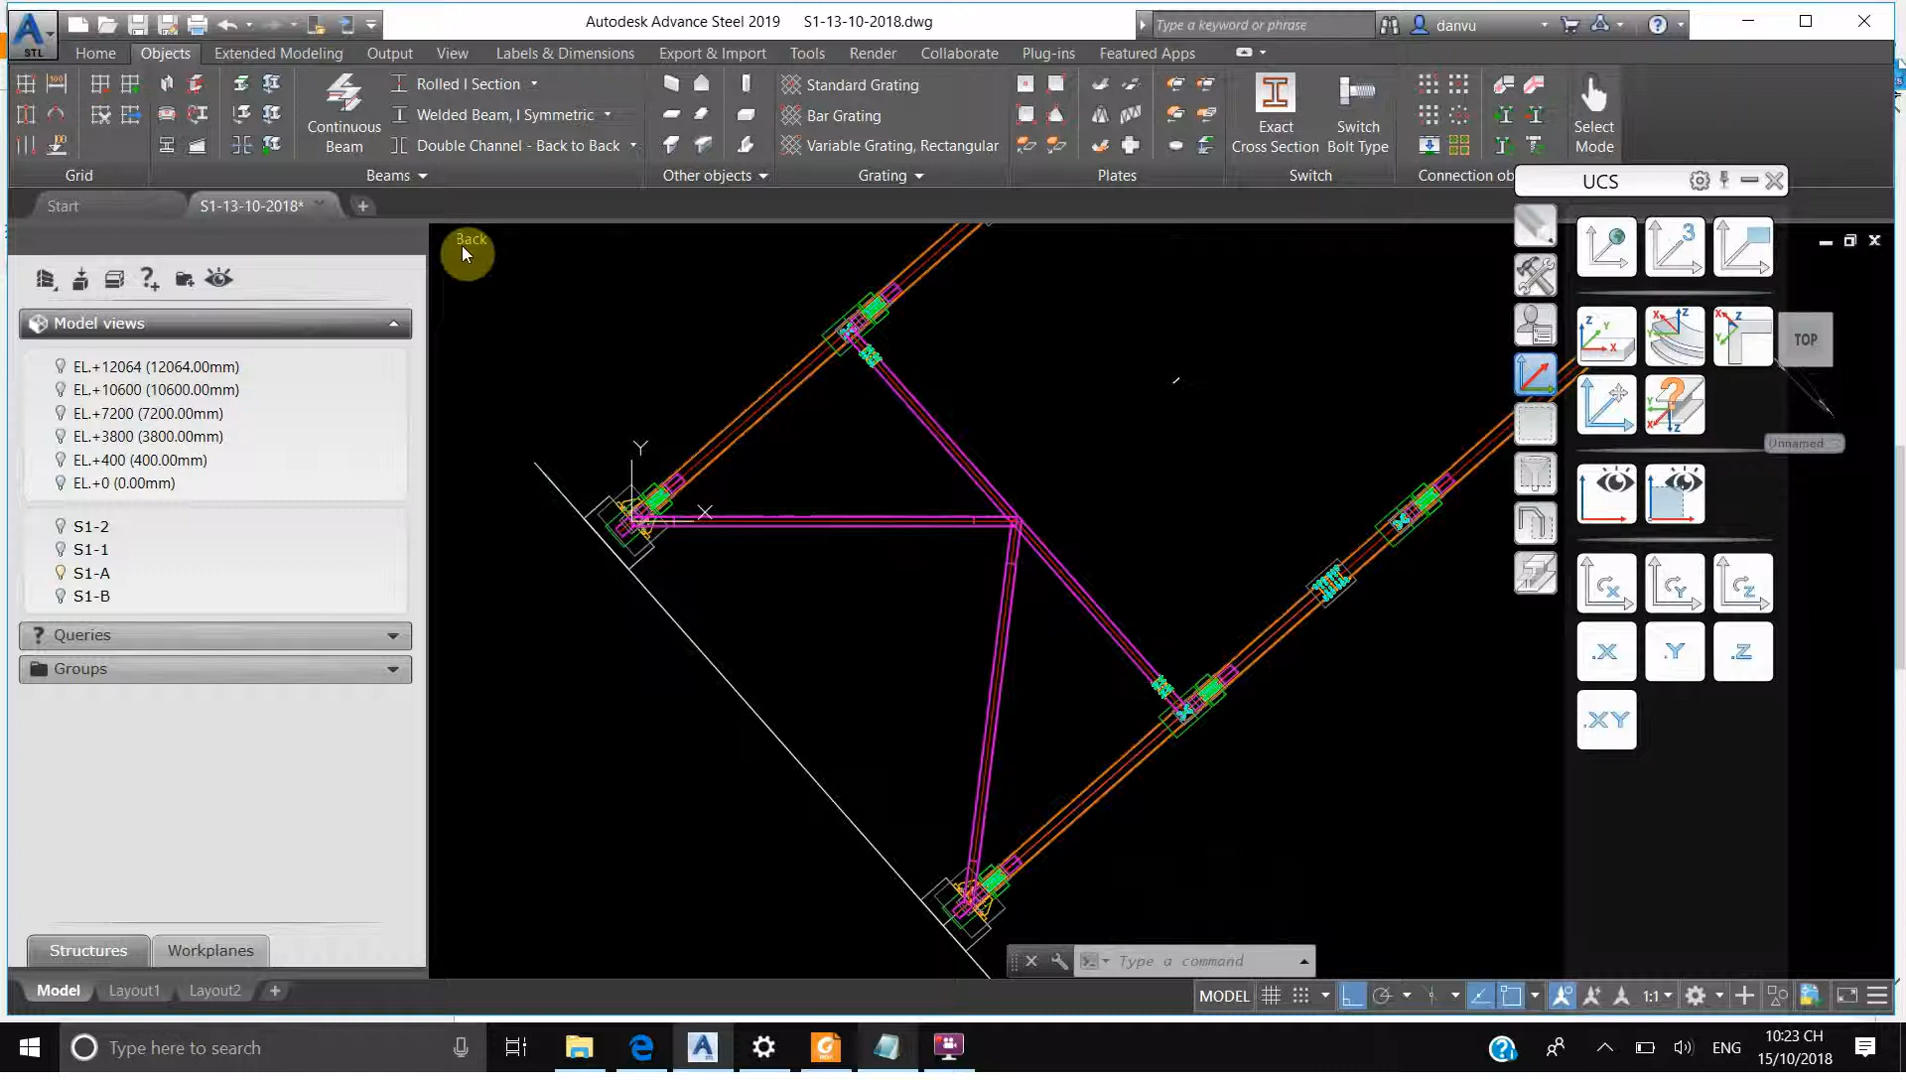 Autodesk Advance Steel 2019 S1-13-10-2018.dwg
Type a keyword or phrase
danvu
STL
Home Objects Extended Modeling Output View Labels & Dimensions Export & Import Tools Render Collaborate Plug-ins Featured Apps
Continuous Beam
Rolled I Section
Welded Beam, I Symmetric
Double Channel - Back to Back
Standard Grating
Bar Grating
Variable Grating, Rectangular
Exact Cross Section
Switch Bolt Type
Select Mode
Grid Beams Other objects Grating Plates Switch Connection ob
UCS
Start S1-13-10-2018*
Back
Model views
EL.+12064 (12064.00mm)
EL.+10600 (10600.00mm)
EL.+7200 (7200.00mm)
EL.+3800 (3800.00mm)
EL.+400 (400.00mm)
EL.+0 (0.00mm)
S1-2
S1-1
S1-A
S1-B
Queries
Groups
Y
X
TOP
Unnamed
.X .Y .Z
.XY
Structures Workplanes
Type a command
Model Layout1 Layout2
MODEL 1:1
Type here to search
ENG
10:23 CH
15/10/2018